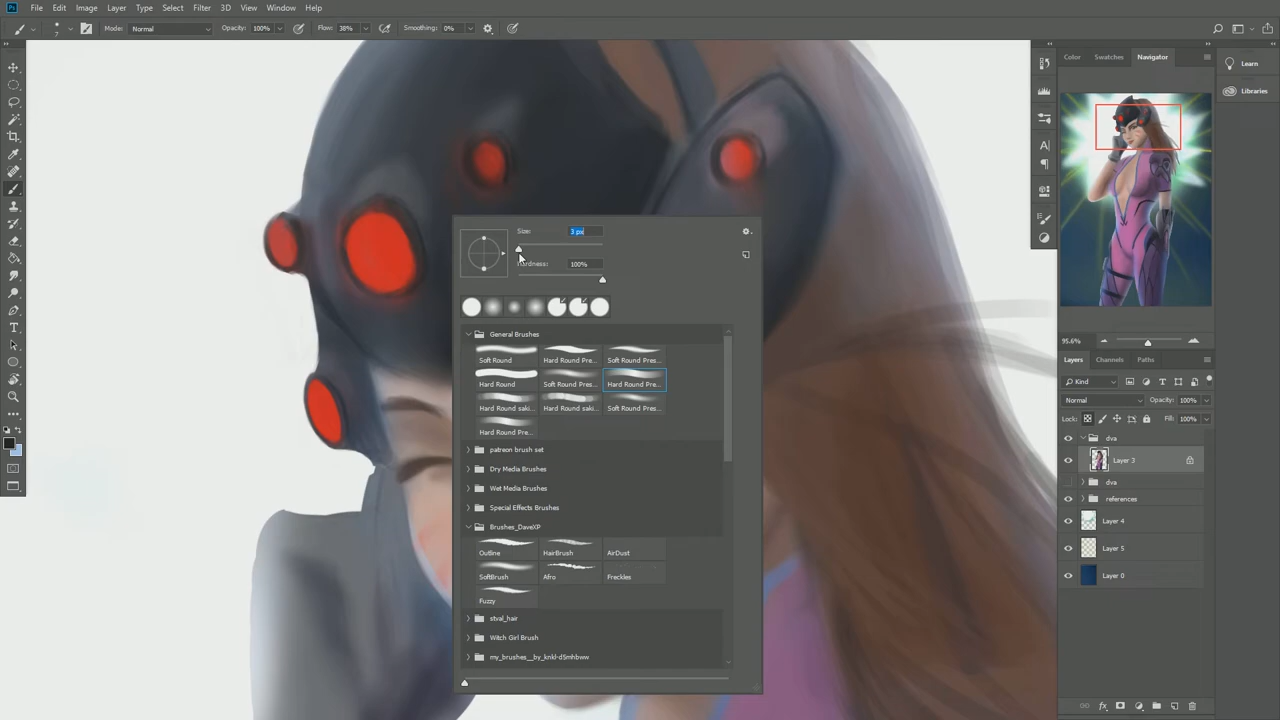 Ps File Edit Image Layer Type Select Filter 3D View Window Help
7 Mode: Normal Opacity: 100% Flow: 38% Smoothing: 0%
Color Swatches Navigator
Learn
Libraries
Size: 3 px
Hardness: 100%
General Brushes
Soft Round Hard Round Pre... Soft Round Pres...
Hard Round Soft Round Pres... Hard Round Pre...
Hard Round saki... Hard Round saki... Soft Round Pres...
Hard Round Pre...
patreon brush set
Dry Media Brushes
Wet Media Brushes
Special Effects Brushes
Brushes_DaveXP
Outline HairBrush AirDust
SoftBrush Afro Freckles
Fuzzy
stval_hair
Witch Girl Brush
my_brushes__by_knkl-d5mhbww
95.6%
Layers Channels Paths
Kind
Normal Opacity: 100%
Lock: Fill: 100%
dva
Layer 3
dva
references
Layer 4
Layer 5
Layer 0